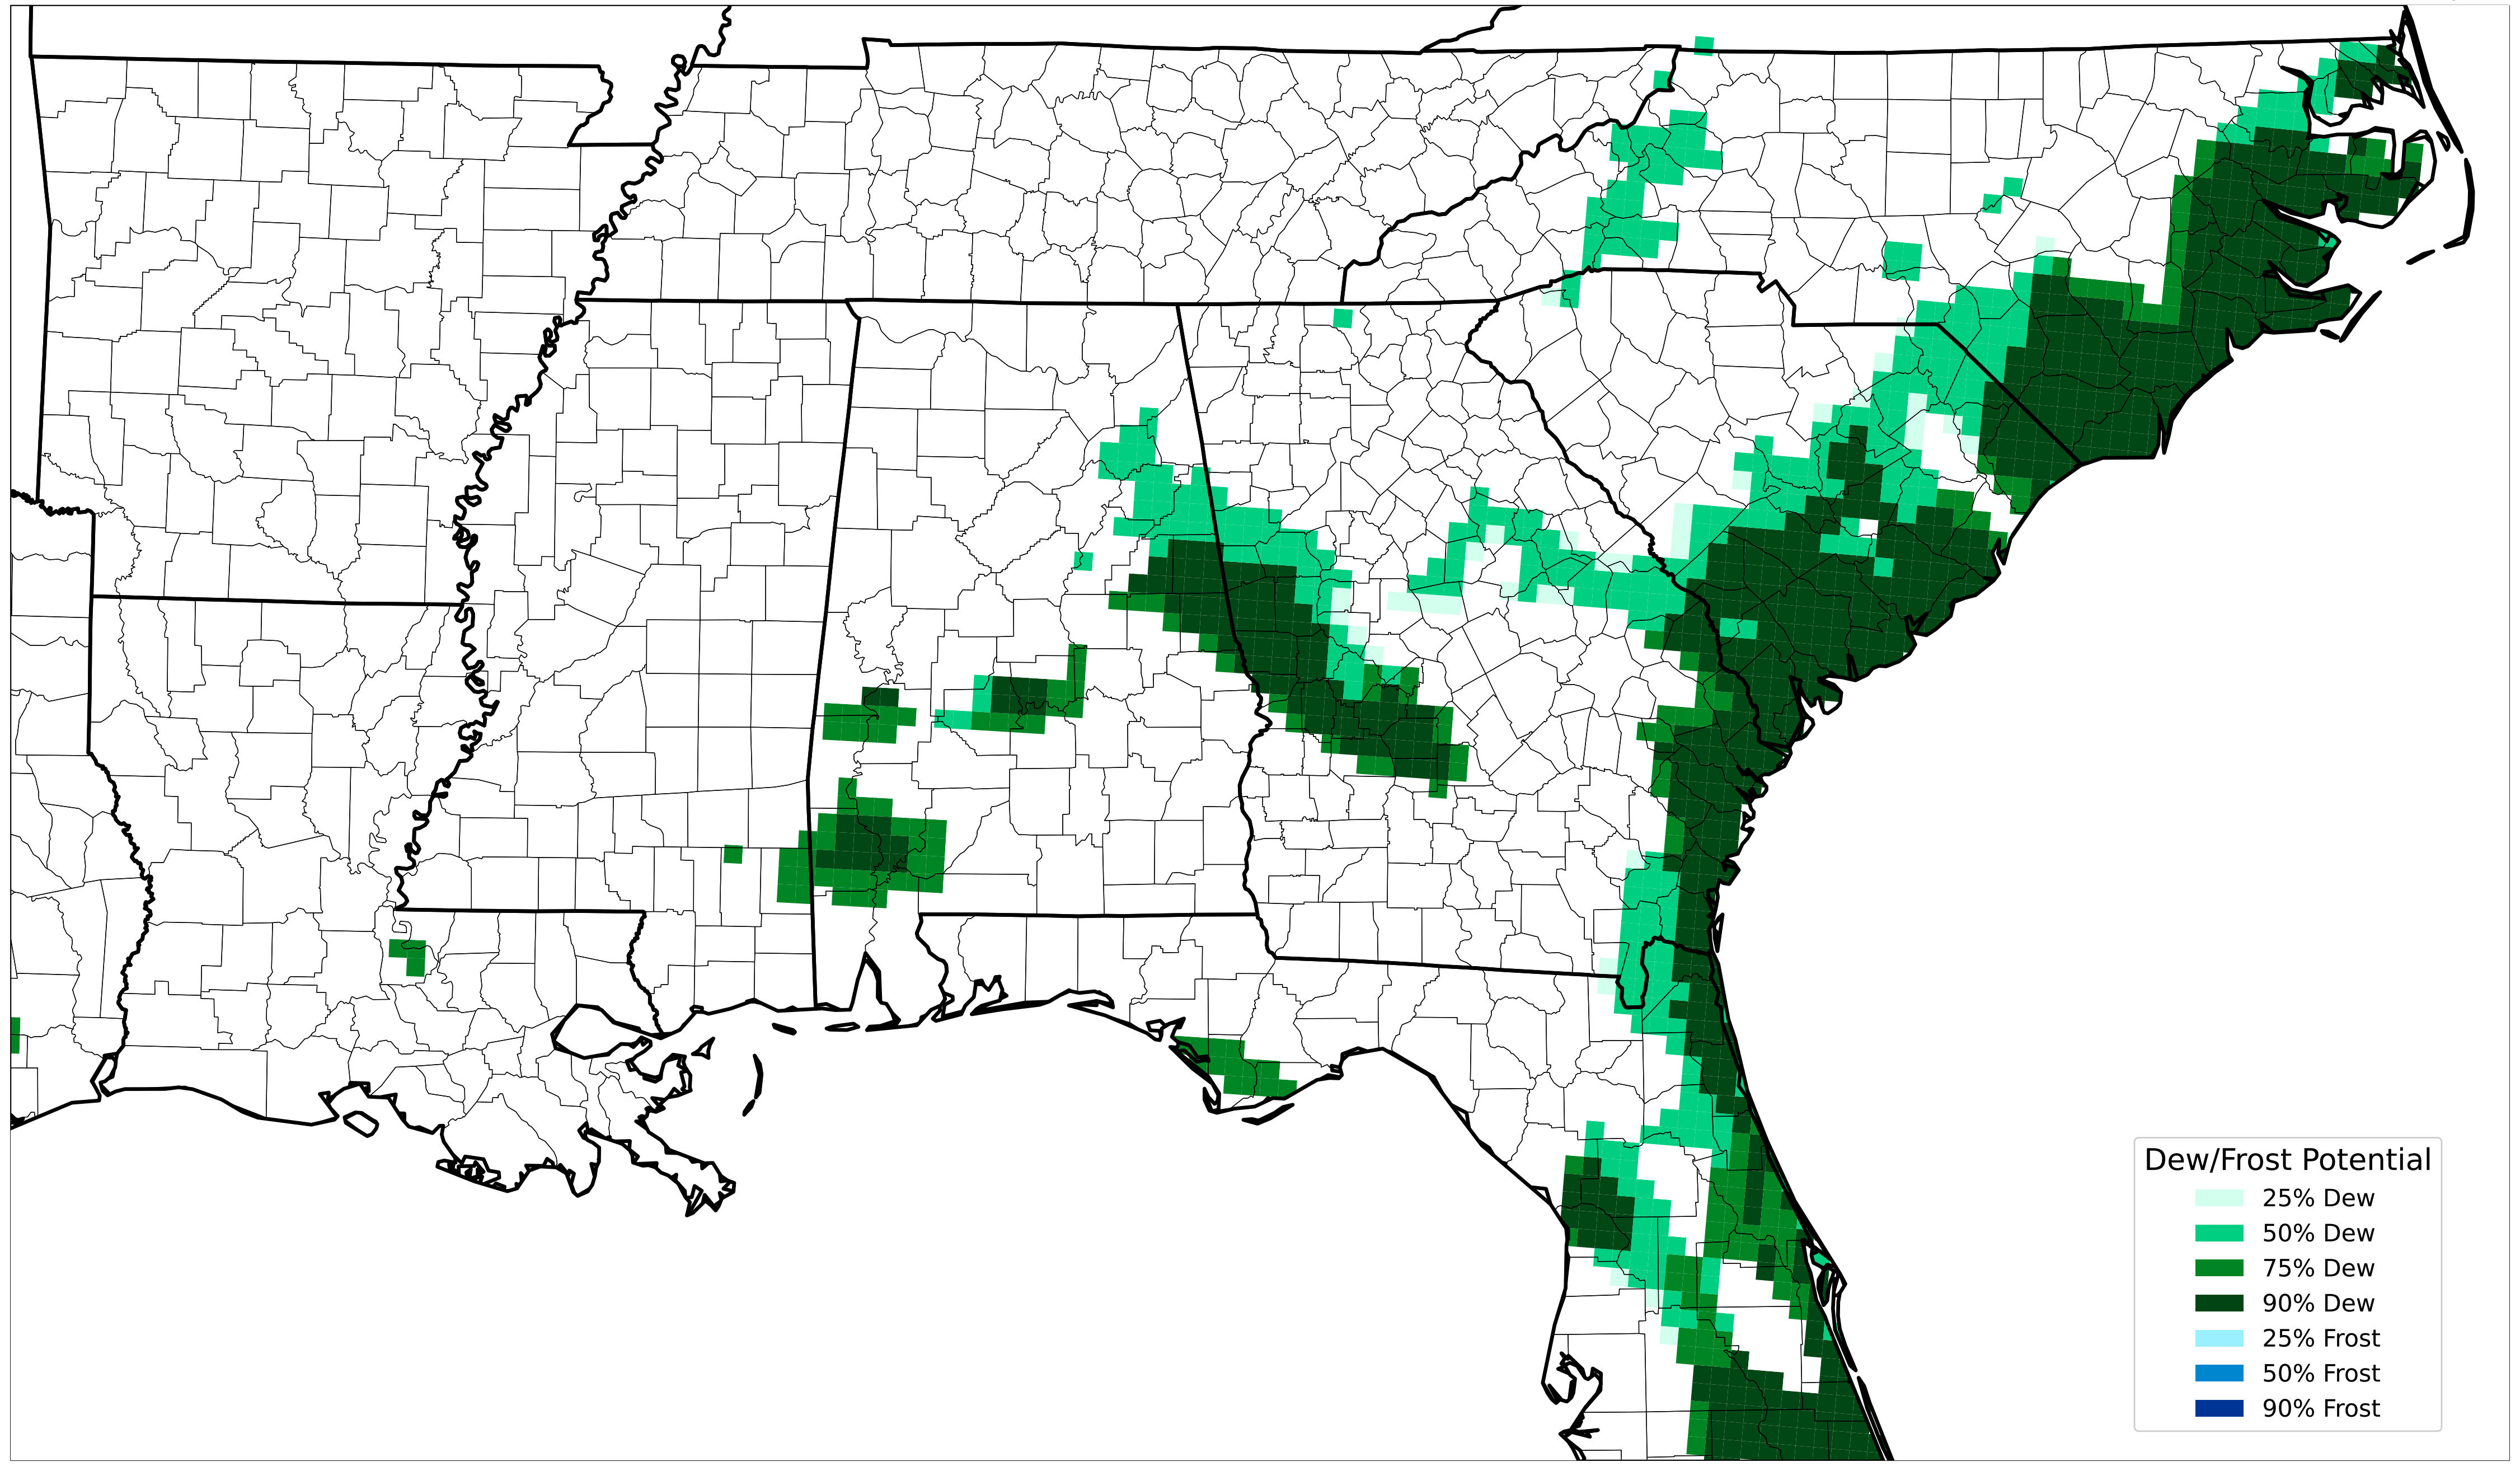 Dew/Frost Potential
25% Dew
50% Dew
75% Dew
90% Dew
25% Frost
50% Frost
90% Frost